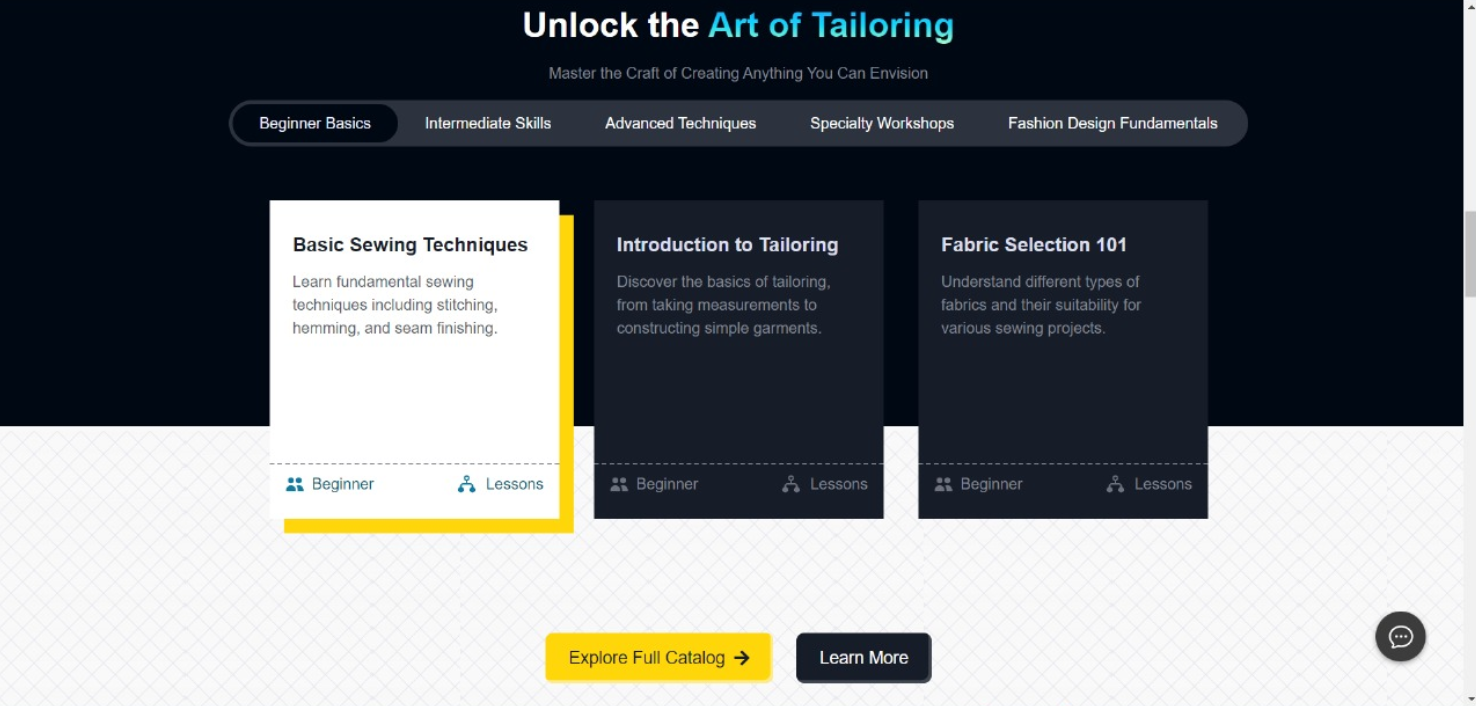 Unlock the Art of Tailoring
Master the Craft of Creating Anything You Can Envision
Beginner Basics
Intermediate Skills
Advanced Techniques
Specialty Workshops
Fashion Design Fundamentals
Basic Sewing Techniques
Learn fundamental sewing
techniques including stitching,
hemming, and seam finishing.
Beginner
Lessons
Introduction to Tailoring
Discover the basics of tailoring,
from taking measurements to
constructing simple garments.
Beginner
Lessons
Fabric Selection 101
Understand different types of
fabrics and their suitability for
various sewing projects.
Beginner
Lessons
Explore Full Catalog
Learn More